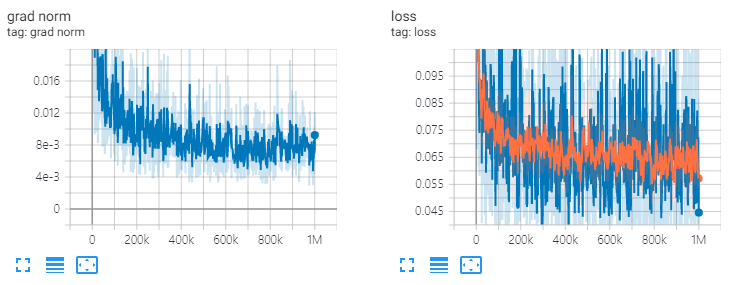 grad norm
tag: grad norm
0.016
0.012
8e-3
4e-3
0
0 200k 400k 600k 800k 1M
loss
tag: loss
0.095
0.085
0.075
0.065
0.055
0.045
0 200k 400k 600k 800k 1M